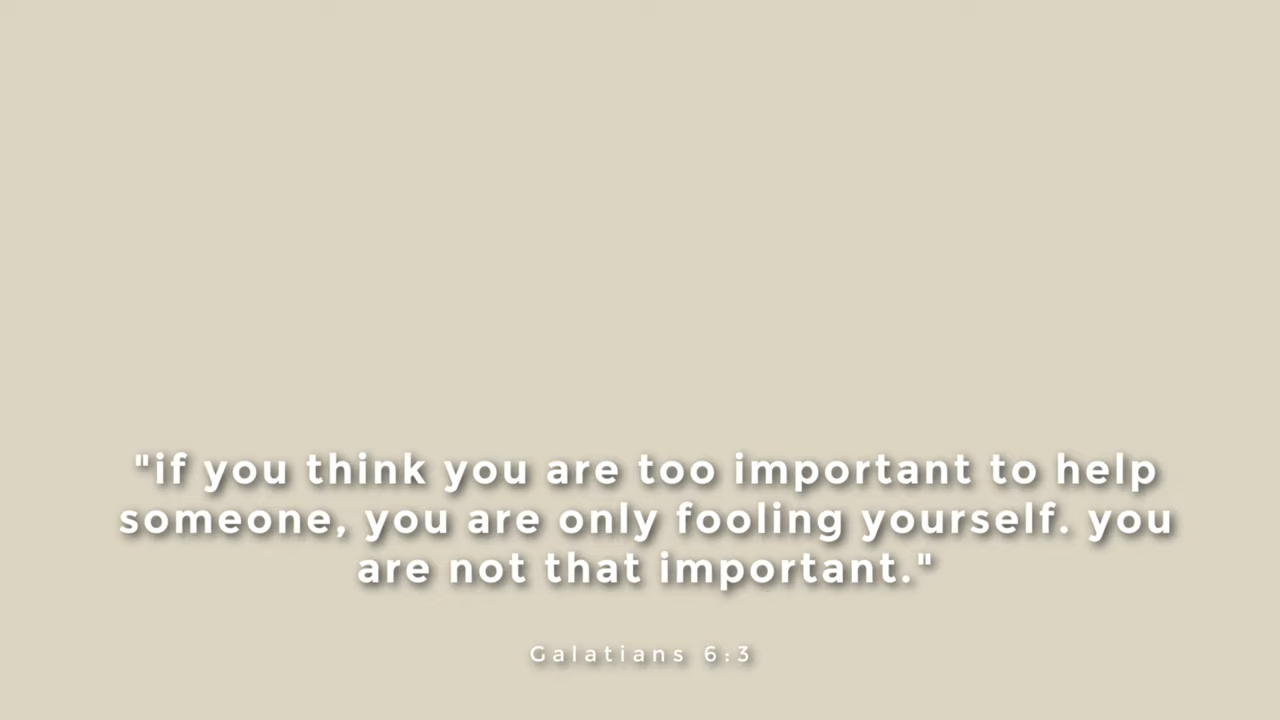 "if you think you are too important to help
someone, you are only fooling yourself. you
are not that important."
Galatians 6:3